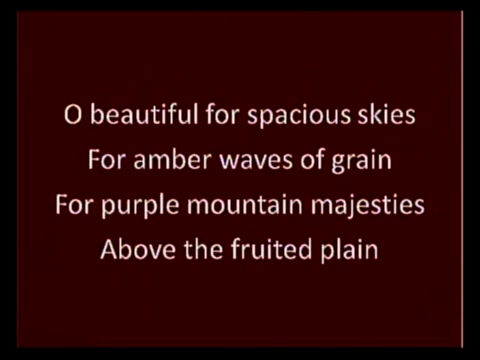 O beautiful for spacious skies
For amber waves of grain
For purple mountain majesties
Above the fruited plain